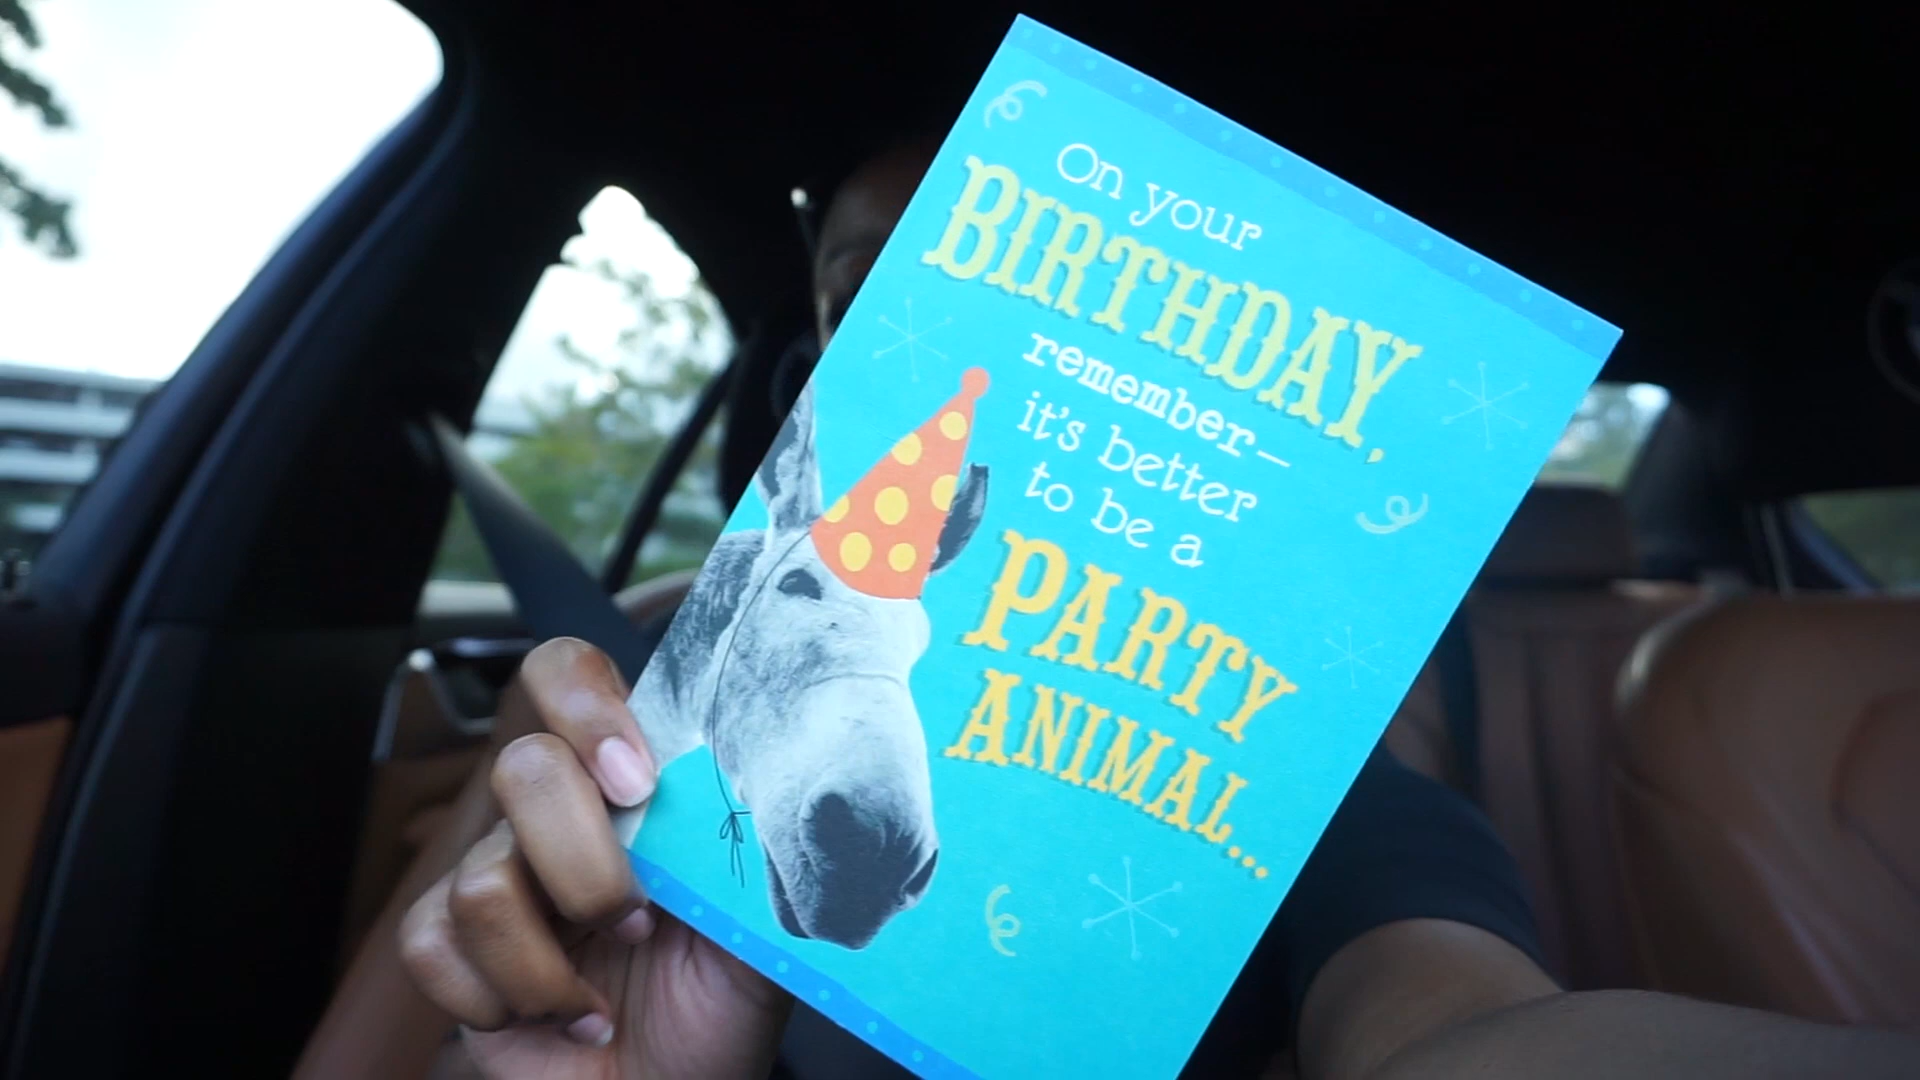 On your
BIRTHDAY,
remember—
it's better
to be a
PARTY
ANIMAL...